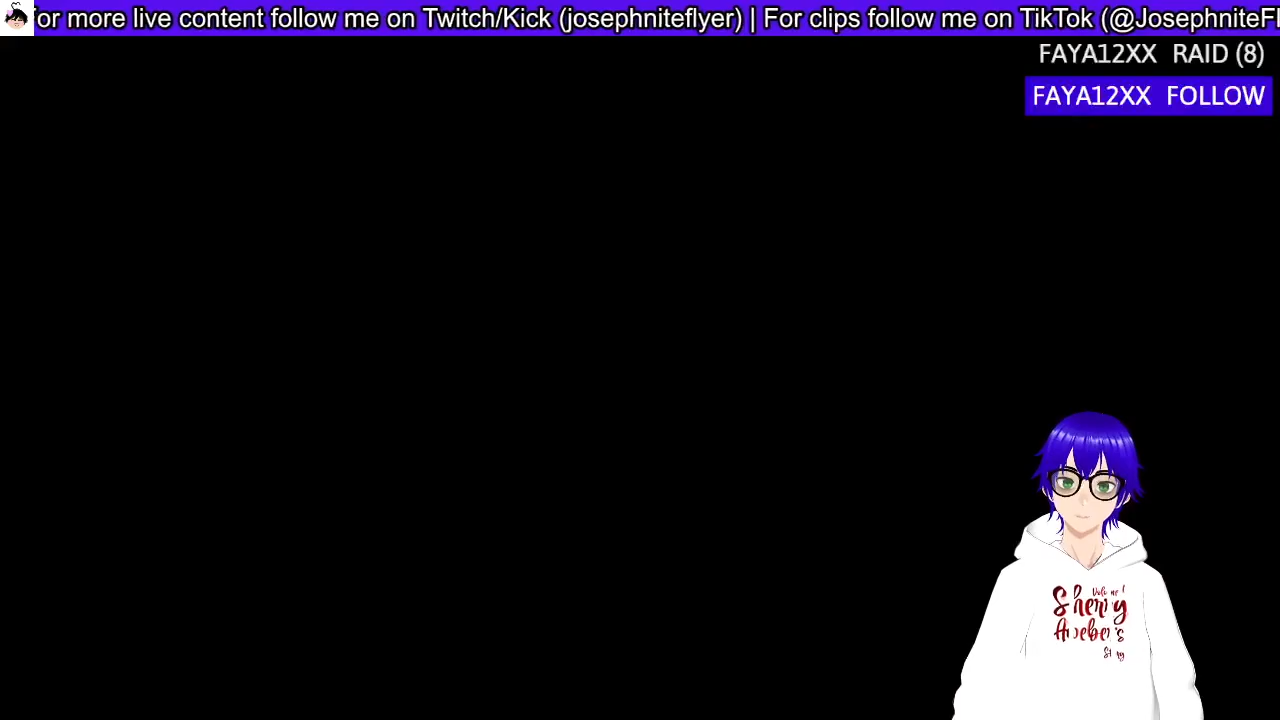 or more live content follow me on Twitch/Kick (josephniteflyer) | For clips follow me on TikTok (@JosephniteFl
FAYA12XX RAID (8)
FAYA12XX FOLLOW
Sherry